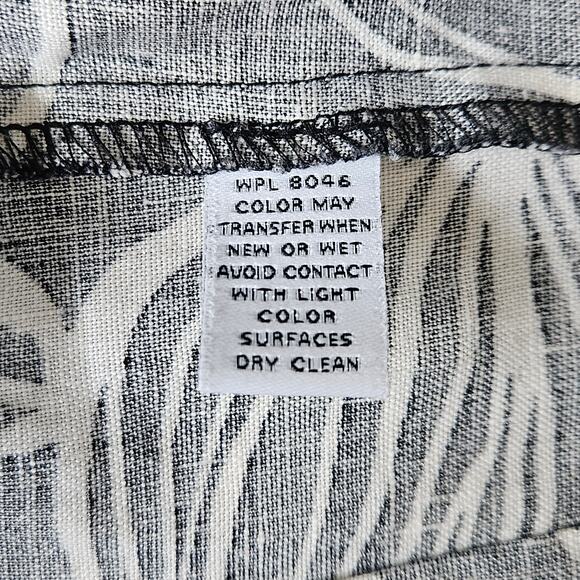 WPL 8046
COLOR MAY
TRANSFER WHEN
NEW OR WET
AVOID CONTACT
WITH LIGHT
COLOR
SURFACES
DRY CLEAN